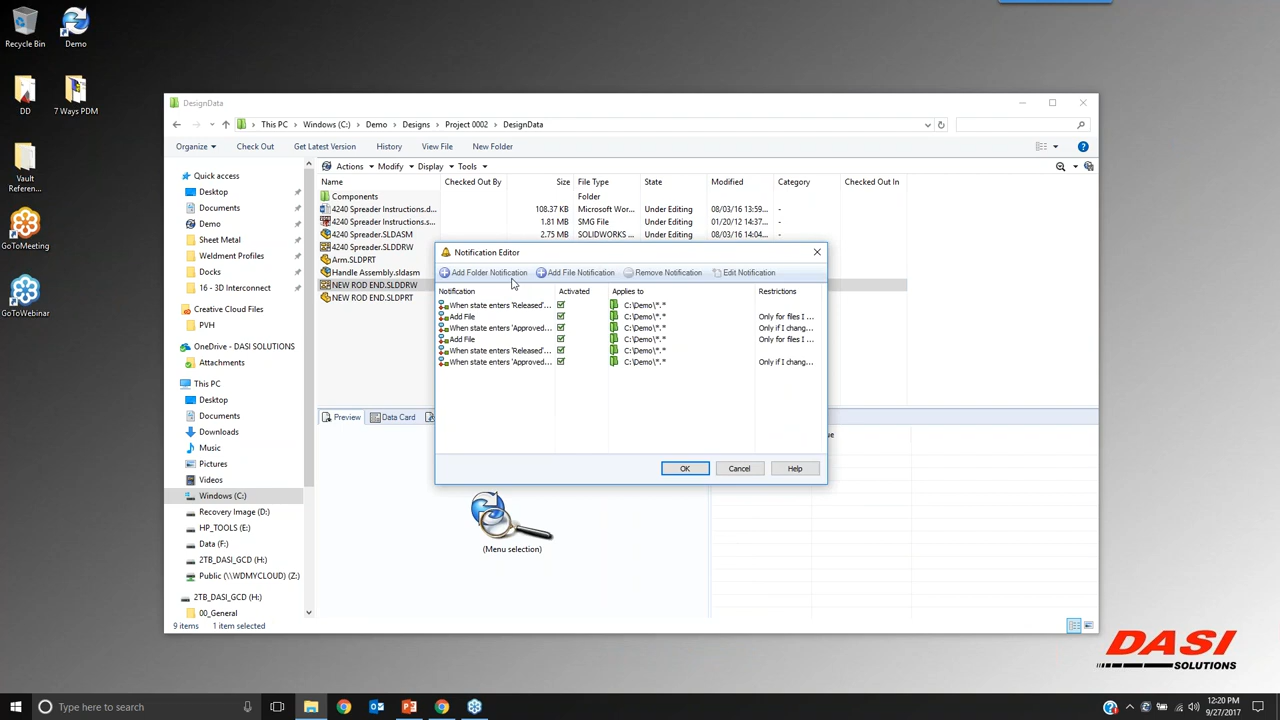 Recycle Bin
Demo
DD
7 Ways PDM
Vault
Referen...
GoToMeeting
GoToWebinar
DesignData
This PC
Windows (C:)
Demo
Designs
Project 0002
DesignData
Organize
Check Out
Get Latest Version
History
View File
New Folder
Actions
Modify
Display
Tools
Name
Checked Out By
Size
File Type
State
Modified
Category
Checked Out In
Components
Folder
4240 Spreader Instructions.d...
108.37 KB
Microsoft Wor...
Under Editing
08/03/16 13:59...
-
4240 Spreader Instructions.s...
1.81 MB
SMG File
Under Editing
01/20/12 14:37...
-
4240 Spreader.SLDASM
2.75 MB
SOLIDWORKS ...
Under Editing
08/03/16 14:04...
-
4240 Spreader.SLDDRW
Arm.SLDPRT
Handle Assembly.sldasm
NEW ROD END.SLDDRW
NEW ROD END.SLDPRT
Quick access
Desktop
Documents
Demo
Sheet Metal
Weldment Profiles
Docks
16 - 3D Interconnect
Creative Cloud Files
PVH
OneDrive - DASI SOLUTIONS
Attachments
This PC
Desktop
Documents
Downloads
Music
Pictures
Videos
Windows (C:)
Recovery Image (D:)
HP_TOOLS (E:)
Data (F:)
2TB_DASI_GCD (H:)
Public (\\WDMYCLOUD) (Z:)
2TB_DASI_GCD (H:)
00_General
9 items
1 item selected
Notification Editor
Add Folder Notification
Add File Notification
Remove Notification
Edit Notification
Notification
Activated
Applies to
Restrictions
When state enters 'Released'...
C:\Demo\*.*
Only for files I ...
Add File
C:\Demo\*.*
Only for files I ...
When state enters 'Approved...
C:\Demo\*.*
Only if I chang...
Add File
C:\Demo\*.*
Only for files I ...
When state enters 'Released'...
C:\Demo\*.*
When state enters 'Approved...
C:\Demo\*.*
Only if I chang...
OK
Cancel
Help
Preview
Data Card
(Menu selection)
DASI
SOLUTIONS
Type here to search
12:20 PM
9/27/2017